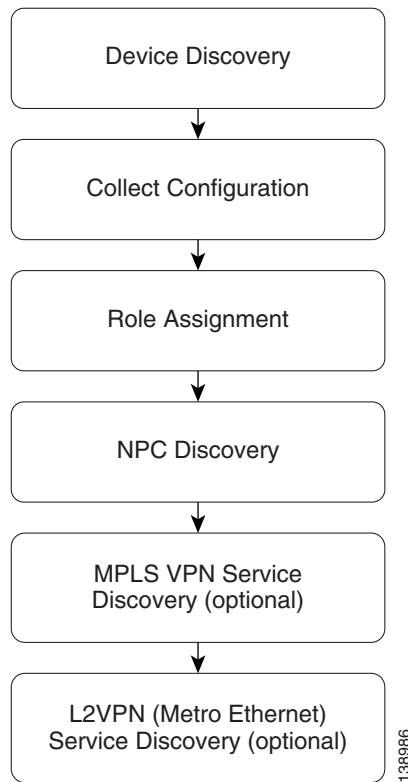 Device Discovery
Collect Configuration
Role Assignment
NPC Discovery
MPLS VPN Service
Discovery (optional)
L2VPN (Metro Ethernet)
Service Discovery (optional)
138986